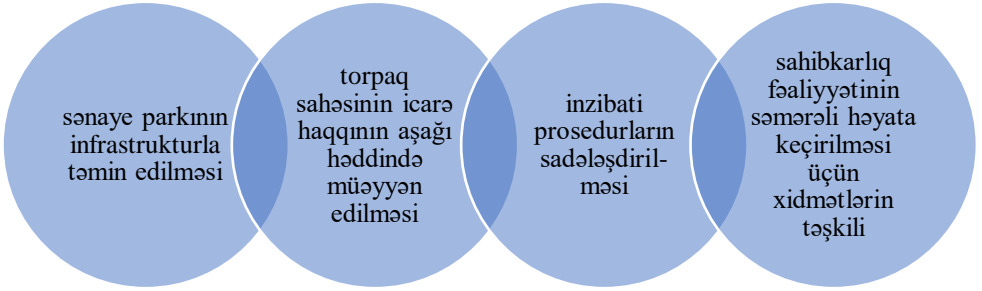 sənaye parkının
infrastrukturla
təmin edilməsi
torpaq
sahəsinin icarə
haqqının aşağı
həddində
müəyyən
edilməsi
inzibati
prosedurların
sadələşdiril-
məsi
sahibkarlıq
fəaliyyətinin
səmərəli həyata
keçirilməsi
üçün
xidmətlərin
təşkili